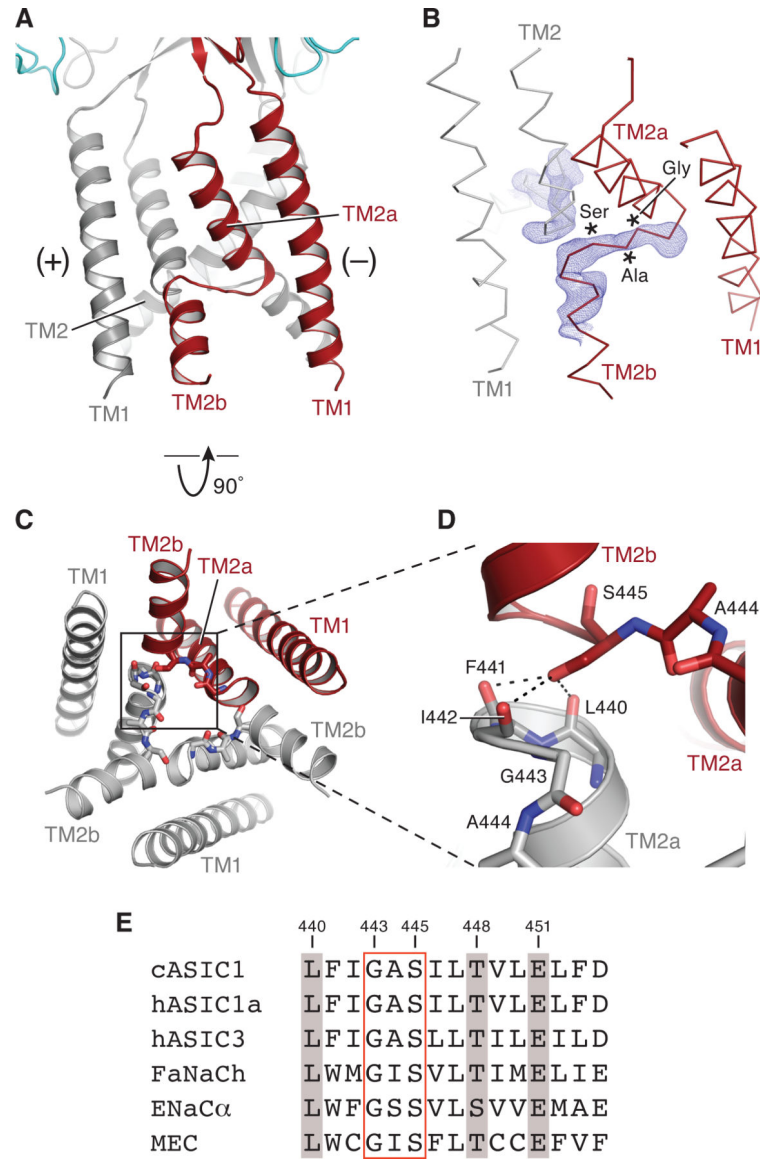 A
TM2a
(+)
(–)
TM2
TM1
TM2b
TM1
90°
B
TM2
TM2a
Gly
Ser
*
*
*
Ala
TM1
TM2b
TM1
C
TM2b
TM2a
TM1
TM1
TM2b
TM2b
TM1
D
TM2b
S445
A444
F441
I442
L440
G443
TM2a
A444
TM2a
E
440 443 445 448 451
cASIC1 LFIGASILTVLELFD
hASIC1a LFIGASILTVLELFD
hASIC3 LFIGASLLTILEILD
FaNaCh LWMGISVLTIMELIE
ENaCα LWFGSSVLSVVEMAE
MEC LWCGISFLTCCEFVF